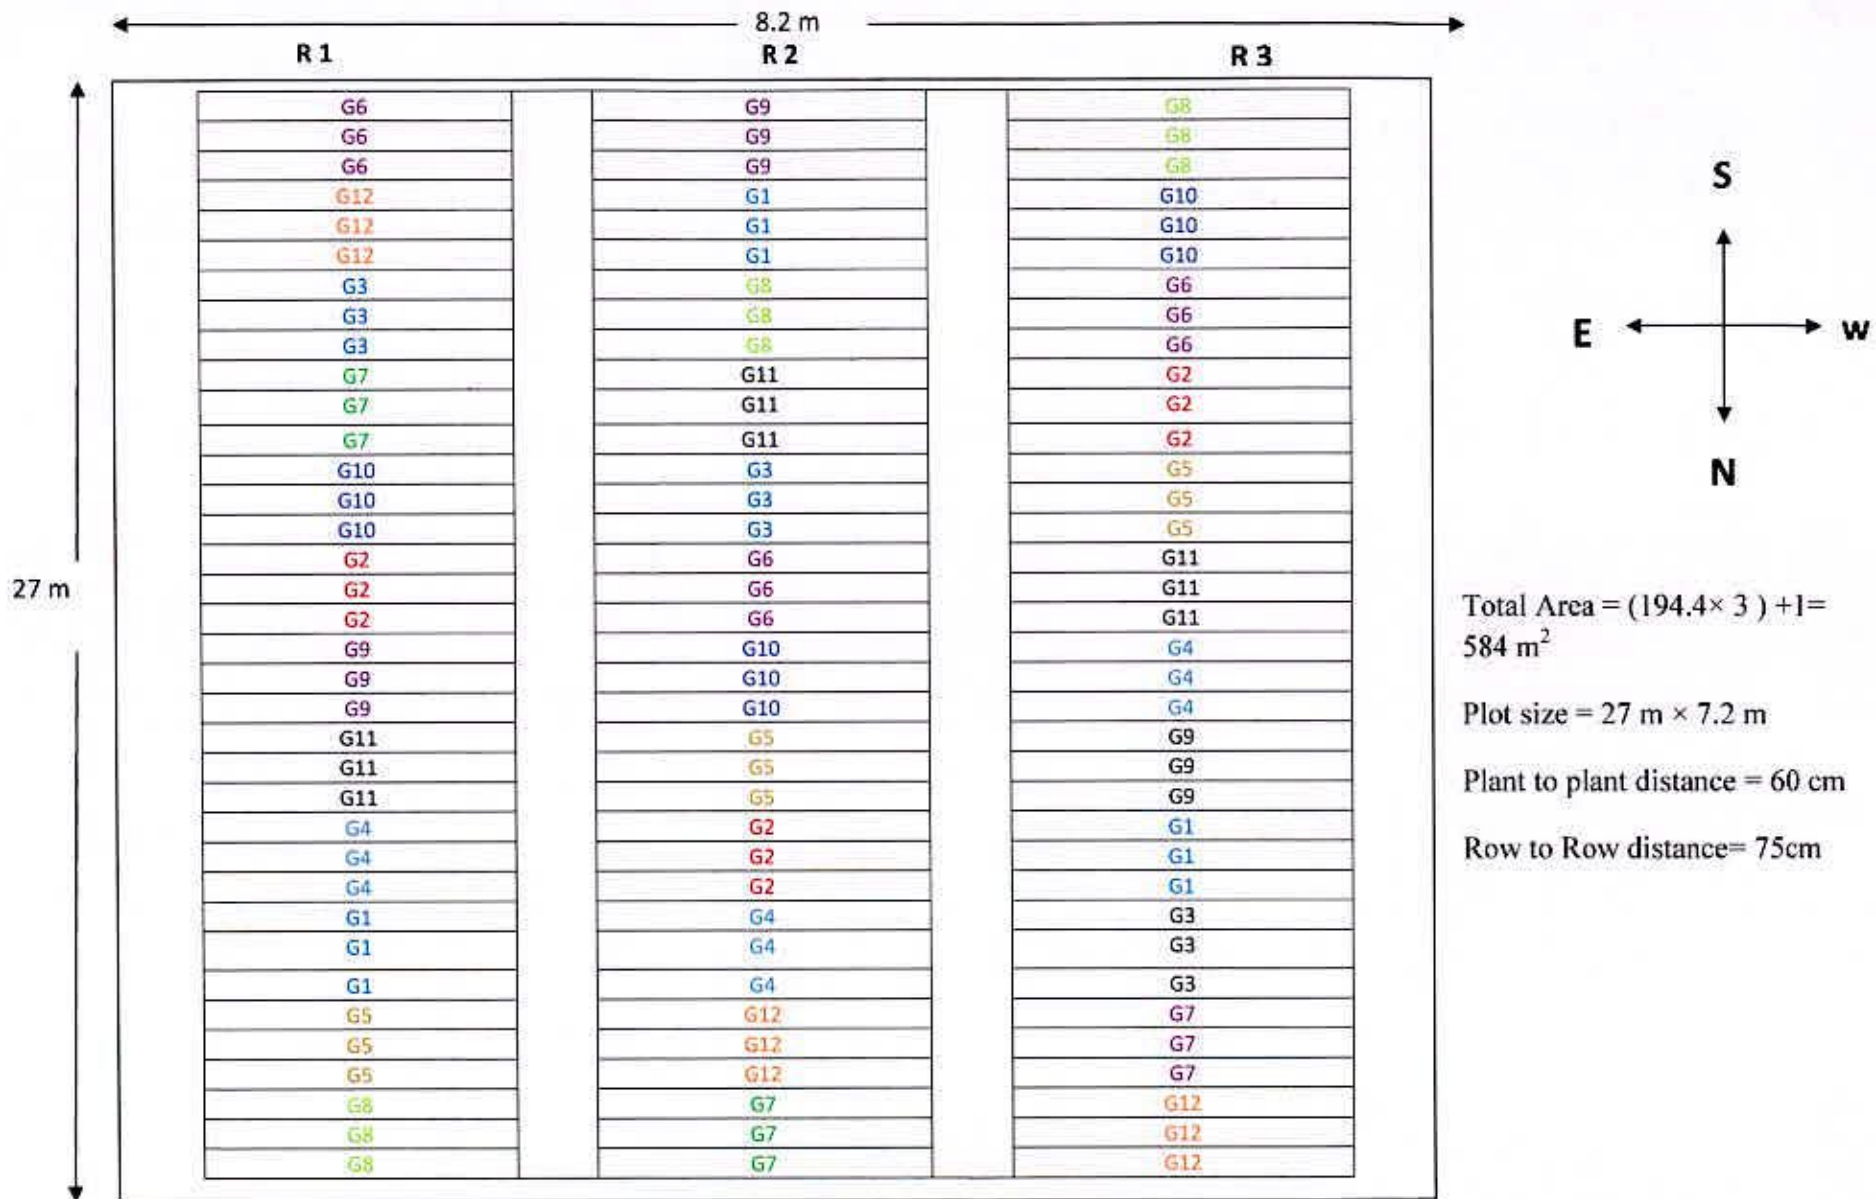 8.2 m
R 1 R 2 R 3
G6 G9 G8
G6 G9 G8
G6 G9 G8
G12 G1 G10
G12 G1 G10
G12 G1 G10
G3 G8 G6
G3 G8 G6
G3 G8 G6
G7 G11 G2
G7 G11 G2
G7 G11 G2
G10 G3 G5
G10 G3 G5
G10 G3 G5
G2 G6 G11
G2 G6 G11
G2 G6 G11
G9 G10 G4
G9 G10 G4
G9 G10 G4
G11 G5 G9
G11 G5 G9
G11 G5 G9
G4 G2 G1
G4 G2 G1
G4 G2 G1
G1 G4 G3
G1 G4 G3
G1 G4 G3
G5 G12 G7
G5 G12 G7
G5 G12 G7
G8 G7 G12
G8 G7 G12
G8 G7 G12
27 m
S
E w
N
Total Area = (194.4× 3 ) +1=
584 m²
Plot size = 27 m × 7.2 m
Plant to plant distance = 60 cm
Row to Row distance= 75cm